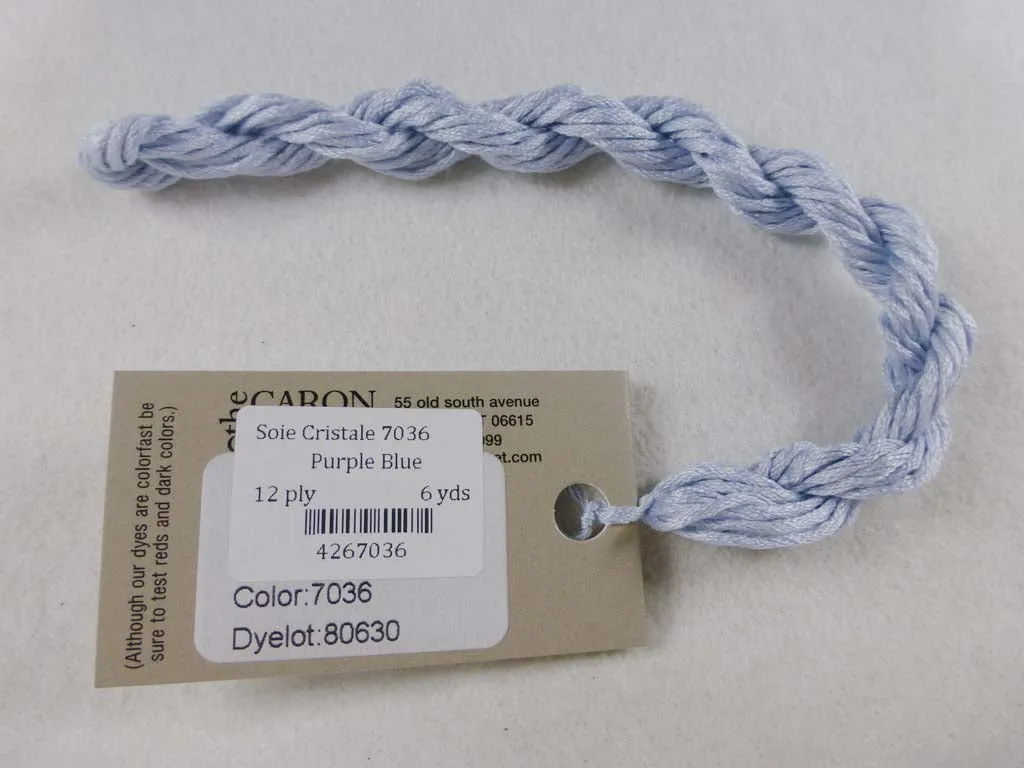 the CARON
55 old south avenue
T 06615
999
et.com
Soie Cristale 7036
Purple Blue
12 ply 6 yds
4267036
Color:7036
Dyelot:80630
(Although our dyes are colorfast be
sure to test reds and dark colors.)